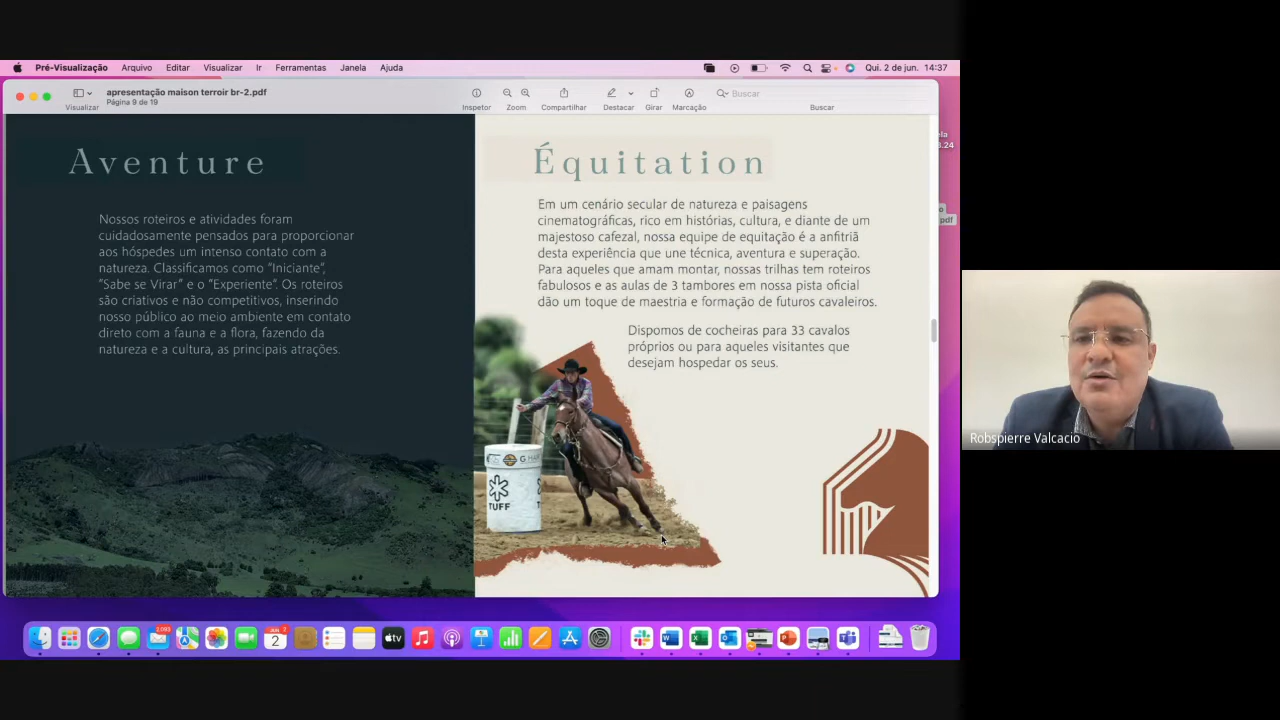 Pré-Visualização Arquivo Editar Visualizar Ir Ferramentas Janela Ajuda
Qui. 2 de jun. 14:37
apresentação maison terroir br-2.pdf
Página 9 de 19
Visualizar
Inspetor
Zoom
Compartilhar
Destacar
Girar
Marcação
Buscar
Buscar
Aventure
Nossos roteiros e atividades foram
cuidadosamente pensados para proporcionar
aos hóspedes um intenso contato com a
natureza. Classificamos como “Iniciante”,
“Sabe se Virar” e o “Experiente”. Os roteiros
são criativos e não competitivos, inserindo
nosso público ao meio ambiente em contato
direto com a fauna e a flora, fazendo da
natureza e a cultura, as principais atrações.
Équitation
Em um cenário secular de natureza e paisagens
cinematográficas, rico em histórias, cultura, e diante de um
majestoso cafezal, nossa equipe de equitação é a anfitriã
desta experiência que une técnica, aventura e superação.
Para aqueles que amam montar, nossas trilhas tem roteiros
fabulosos e as aulas de 3 tambores em nossa pista oficial
dão um toque de maestria e formação de futuros cavaleiros.
Dispomos de cocheiras para 33 cavalos
próprios ou para aqueles visitantes que
desejam hospedar os seus.
TUFF
TUFF
pdf
JUN 2
tv
Robspierre Valcacio